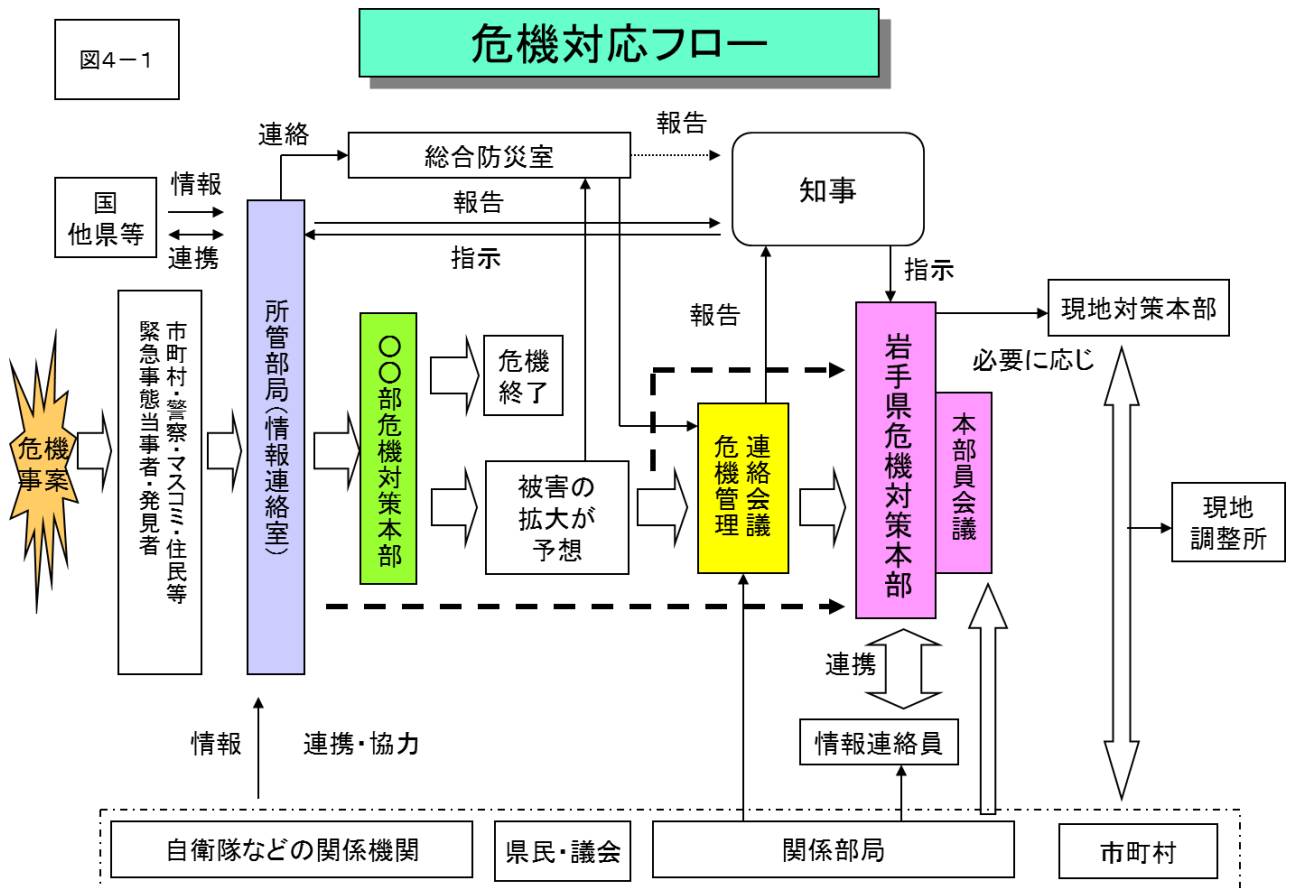 図4-1
危機対応フロー
連絡
総合防災室
報告
知事
国
他県等
情報
連携
報告
指示
指示
危機
事案
市町村・警察・マスコミ・住民等
緊急事態当事者・発見者
所管部局(情報連絡室)
〇〇部危機対策本部
危機
終了
被害の
拡大が
予想
報告
連絡会議
危機管理
岩手県危機対策本部
本部員会議
現地対策本部
必要に応じ
現地
調整所
連携
情報連絡員
情報
連携・協力
自衛隊などの関係機関
県民・議会
関係部局
市町村